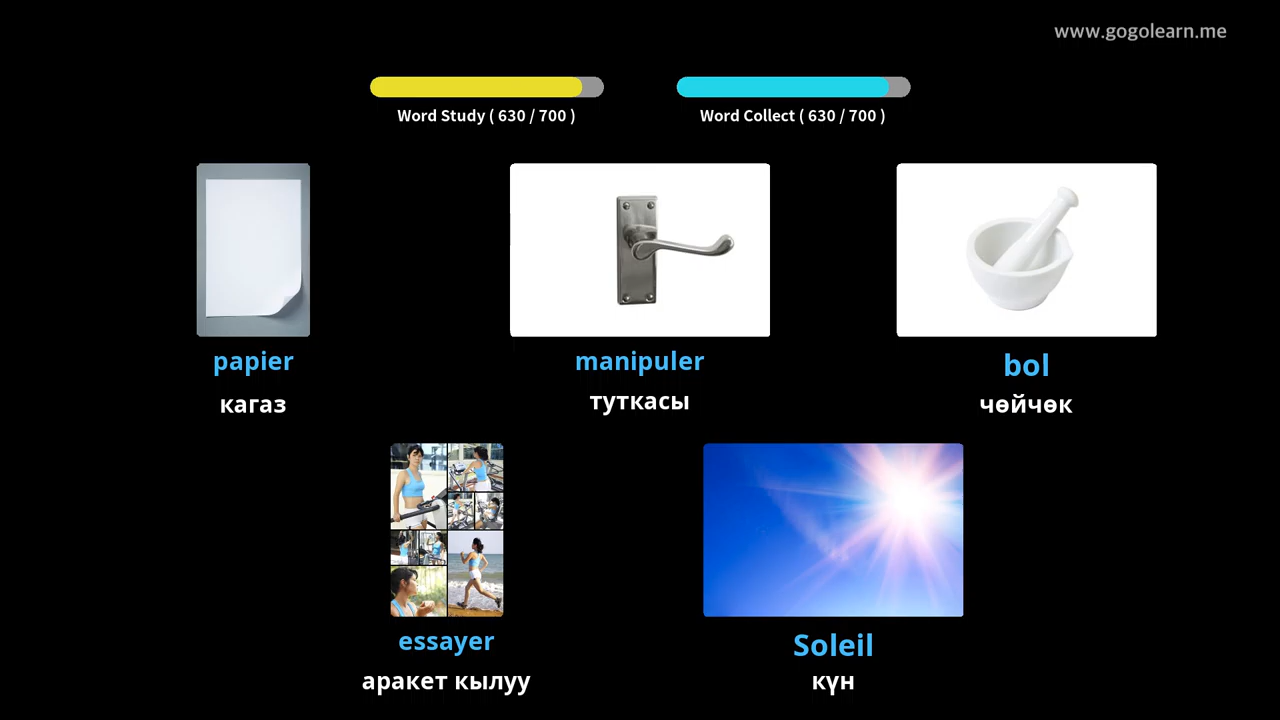 www.gogolearn.me
Word Study ( 630 / 700 )
Word Collect ( 630 / 700 )
papier
manipuler
bol
кагаз
туткасы
чөйчөк
essayer
Soleil
аракет кылуу
күн